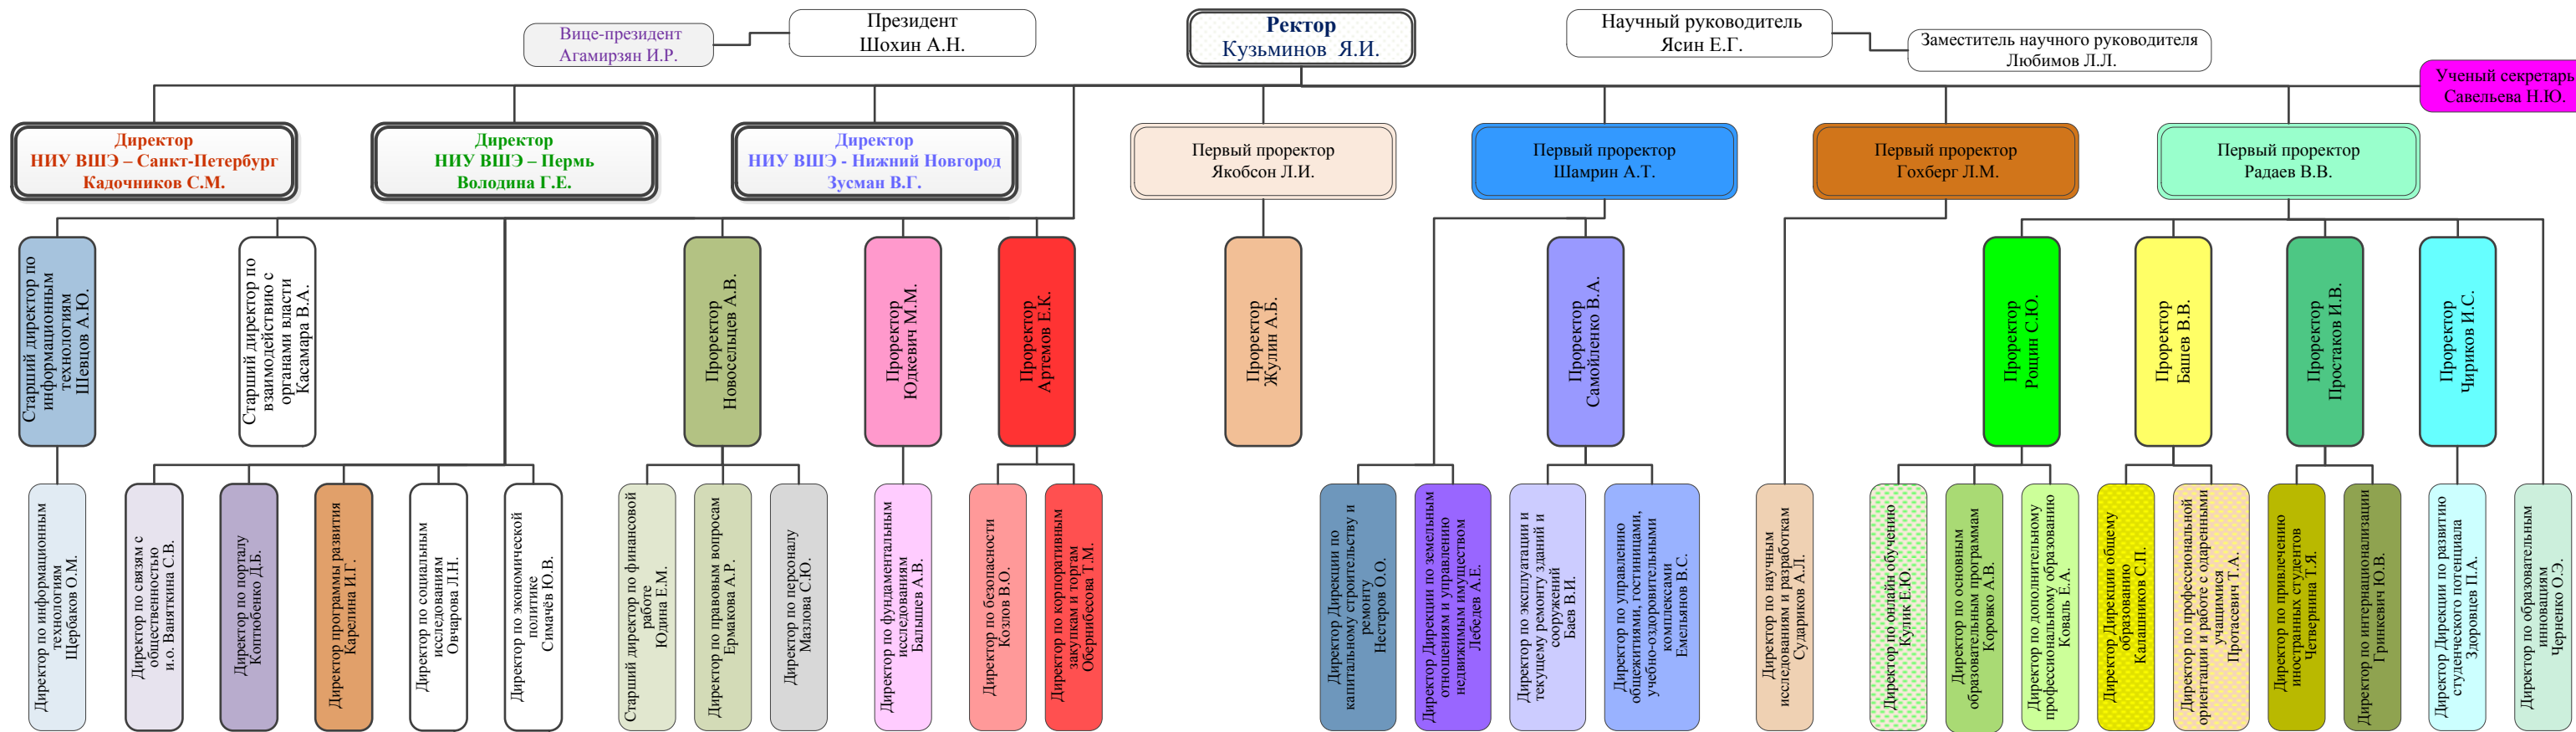 Президент
Шохин А.Н.
Вице-президент
Агамирзян И.Р.
Ректор
Кузьминов Я.И.
Научный руководитель
Ясин Е.Г.
Заместитель научного руководителя
Любимов Л.Л.
Ученый секретарь
Савельева Н.Ю.
Директор
НИУ ВШЭ – Санкт-Петербург
Кадочников С.М.
Директор
НИУ ВШЭ – Пермь
Володина Г.Е.
Директор
НИУ ВШЭ - Нижний Новгород
Зусман В.Г.
Первый проректор
Якобсон Л.И.
Первый проректор
Шамрин А.Т.
Первый проректор
Гохберг Л.М.
Первый проректор
Радаев В.В.
Старший директор по
информационным
технологиям
Шевцов А.Ю.
Старший директор по
взаимодействию с
органами власти
Касамара В.А.
Проректор
Новосельцев А.В.
Проректор
Юдкевич М.М.
Проректор
Артемов Е.К.
Проректор
Жулин А.Б.
Проректор
Самойленко В.А.
Проректор
Рощин С.Ю.
Проректор
Башев В.В.
Проректор
Простаков И.В.
Проректор
Чириков И.С.
Директор по информационным
технологиям
Щербаков О.М.
Директор по связям с
общественностью
и.о. Ваняткина С.В.
Директор по порталу
Коптюбенко Д.Б.
Директор программы развития
Карелина И.Г.
Директор по социальным
исследованиям
Овчарова Л.Н.
Директор по экономической
политике
Симачёв Ю.В.
Старший директор по финансовой
работе
Юдина Е.М.
Директор по правовым вопросам
Ермакова А.Р.
Директор по персоналу
Мазлова С.Ю.
Директор по фундаментальным
исследованиям
Балышев А.В.
Директор по безопасности
Козлов В.О.
Директор по корпоративным
закупкам и торгам
Обернибесова Т.М.
Директор Дирекции по
капитальному строительству и
ремонту
Нестеров О.О.
Директор Дирекции по земельным
отношениям и управлению
недвижимым имуществом
Лебедев А.Е.
Директор по эксплуатации и
текущему ремонту зданий и
сооружений
Баев В.И.
Директор по управлению
общежитиями, гостиницами,
учебно-оздоровительными
комплексами
Емельянов В.С.
Директор по научным
исследованиям и разработкам
Судариков А.Л.
Директор по онлайн обучению
Кулик Е.Ю.
Директор по основным
образовательным программам
Коровко А.В.
Директор по дополнительному
профессиональному образованию
Коваль Е.А.
Директор Дирекции общему
образованию
Калашников С.П.
Директор по профессиональной
ориентации и работе с одаренными
учащимися
Протасевич Т.А.
Директор по привлечению
иностранных студентов
Четвернина Т.Я.
Директор по интернационализации
Гринкевич Ю.В.
Директор Дирекции по развитию
студенческого потенциала
Здоровцев П.А.
Директор по образовательным
инновациям
Черненко О.Э.